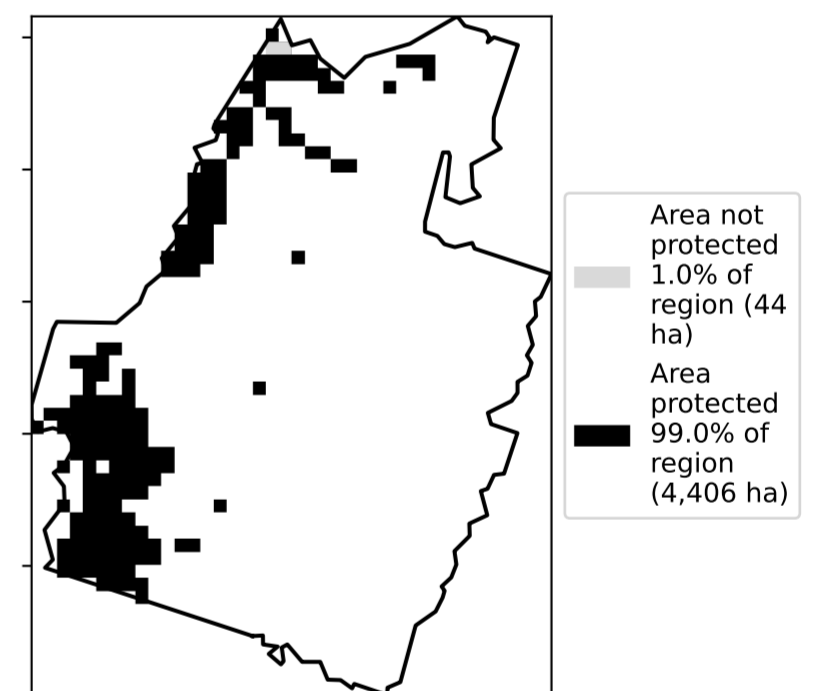 Area not
protected
1.0% of
region (44
ha)
Area
protected
99.0% of
region
(4,406 ha)